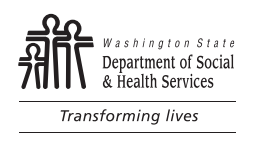 Washington State
Department of Social
& Health Services
Transforming lives